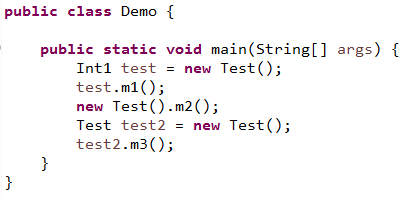 public class Demo {
public static void main(String[] args) {
Int1 test = new Test();
test.m1();
new Test().m2();
Test test2 = new Test();
test2.m3();
}
}